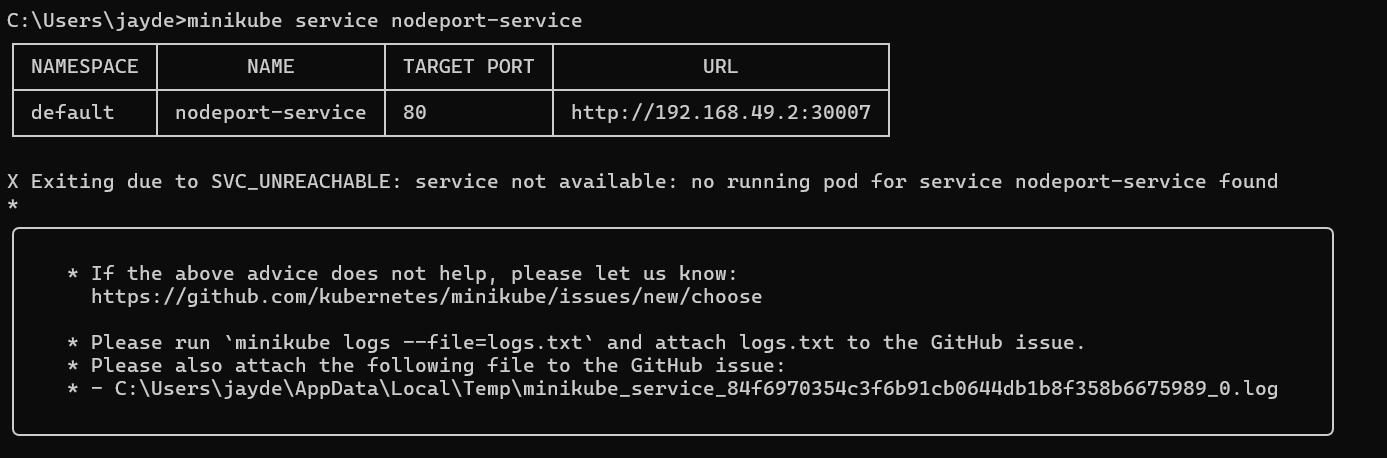 C:\Users\jayde>minikube service nodeport-service
NAMESPACE NAME TARGET PORT URL
default nodeport-service 80 http://192.168.49.2:30007
X Exiting due to SVC_UNREACHABLE: service not available: no running pod for service nodeport-service found
*
* If the above advice does not help, please let us know:
https://github.com/kubernetes/minikube/issues/new/choose
* Please run `minikube logs --file=logs.txt` and attach logs.txt to the GitHub issue.
* Please also attach the following file to the GitHub issue:
* - C:\Users\jayde\AppData\Local\Temp\minikube_service_84f6970354c3f6b91cb0644db1b8f358b6675989_0.log